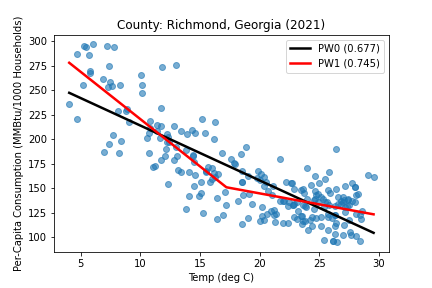 County: Richmond, Georgia (2021)
PW0 (0.677)
PW1 (0.745)
Per-Capita Consumption (MMBtu/1000 Households)
300
275
250
225
200
175
150
125
100
5 10 15 20 25 30
Temp (deg C)